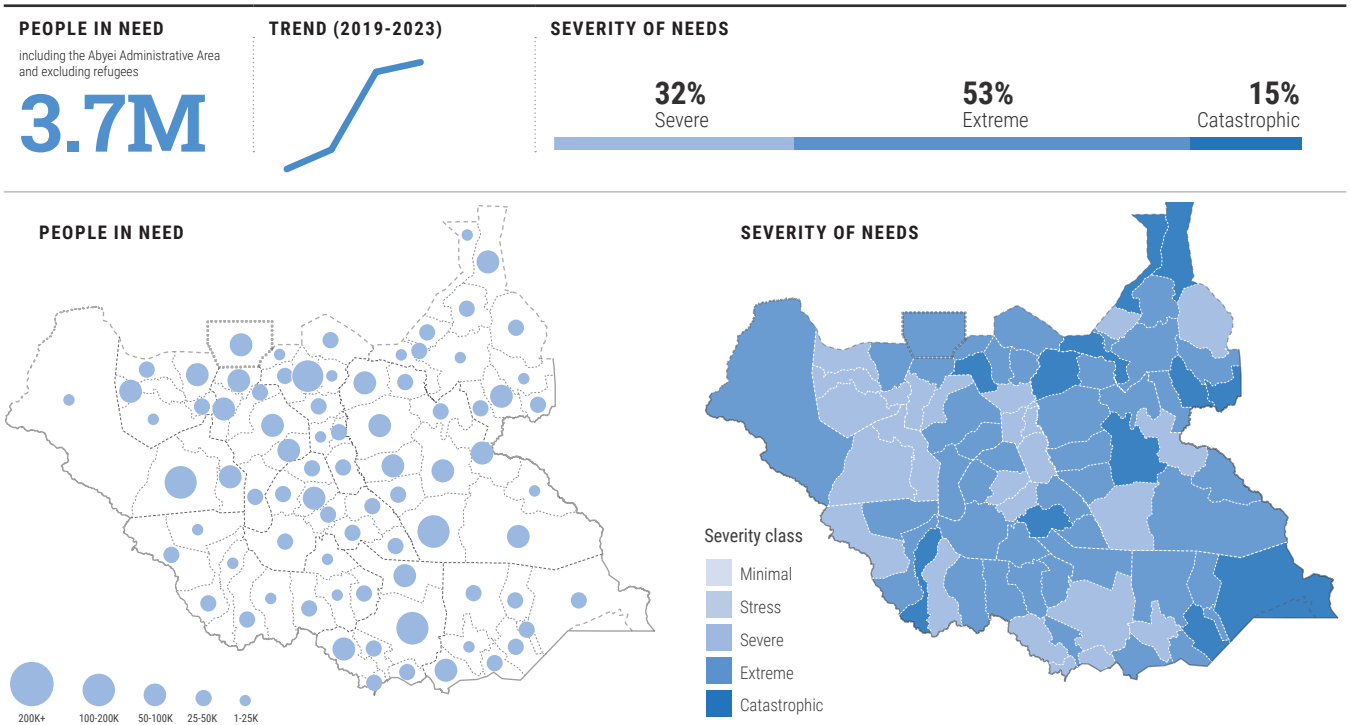 PEOPLE IN NEED
including the Abyei Administrative Area
and excluding refugees
3.7M
TREND (2019-2023)
SEVERITY OF NEEDS
32%
Severe
53%
Extreme
15%
Catastrophic
PEOPLE IN NEED
200K+
100-200K
50-100K
25-50K
1-25K
SEVERITY OF NEEDS
Severity class
Minimal
Stress
Severe
Extreme
Catastrophic